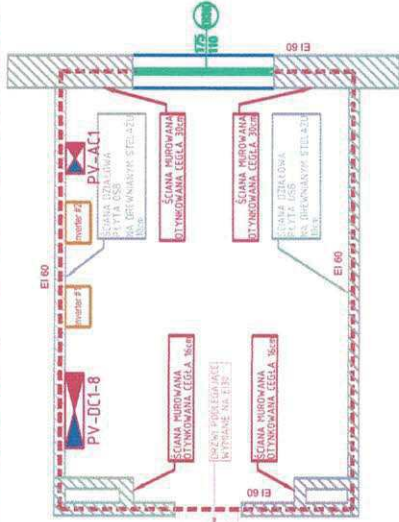 175
110
EI 60
PV-AC1
ŚCIANA DZIAŁOWA
PŁYTA OSB
NA DREWNIANYM STELAŻU
ŚCIANA MUROWANA
OTYNKOWANA CEGŁA 30cm
ŚCIANA MUROWANA
OTYNKOWANA CEGŁA 30cm
ŚCIANA DZIAŁOWA
PŁYTA OSB
NA DREWNIANYM STELAŻU
Inverter #2
EI 60
EI 60
Inverter #1
PV-DC1-8
ŚCIANA MUROWANA
OTYNKOWANA CEGŁA 16cm
DRZWI PODLEGAJĄCE
WYMIANIE NA EI30
ŚCIANA MUROWANA
OTYNKOWANA CEGŁA 16cm
EI 60